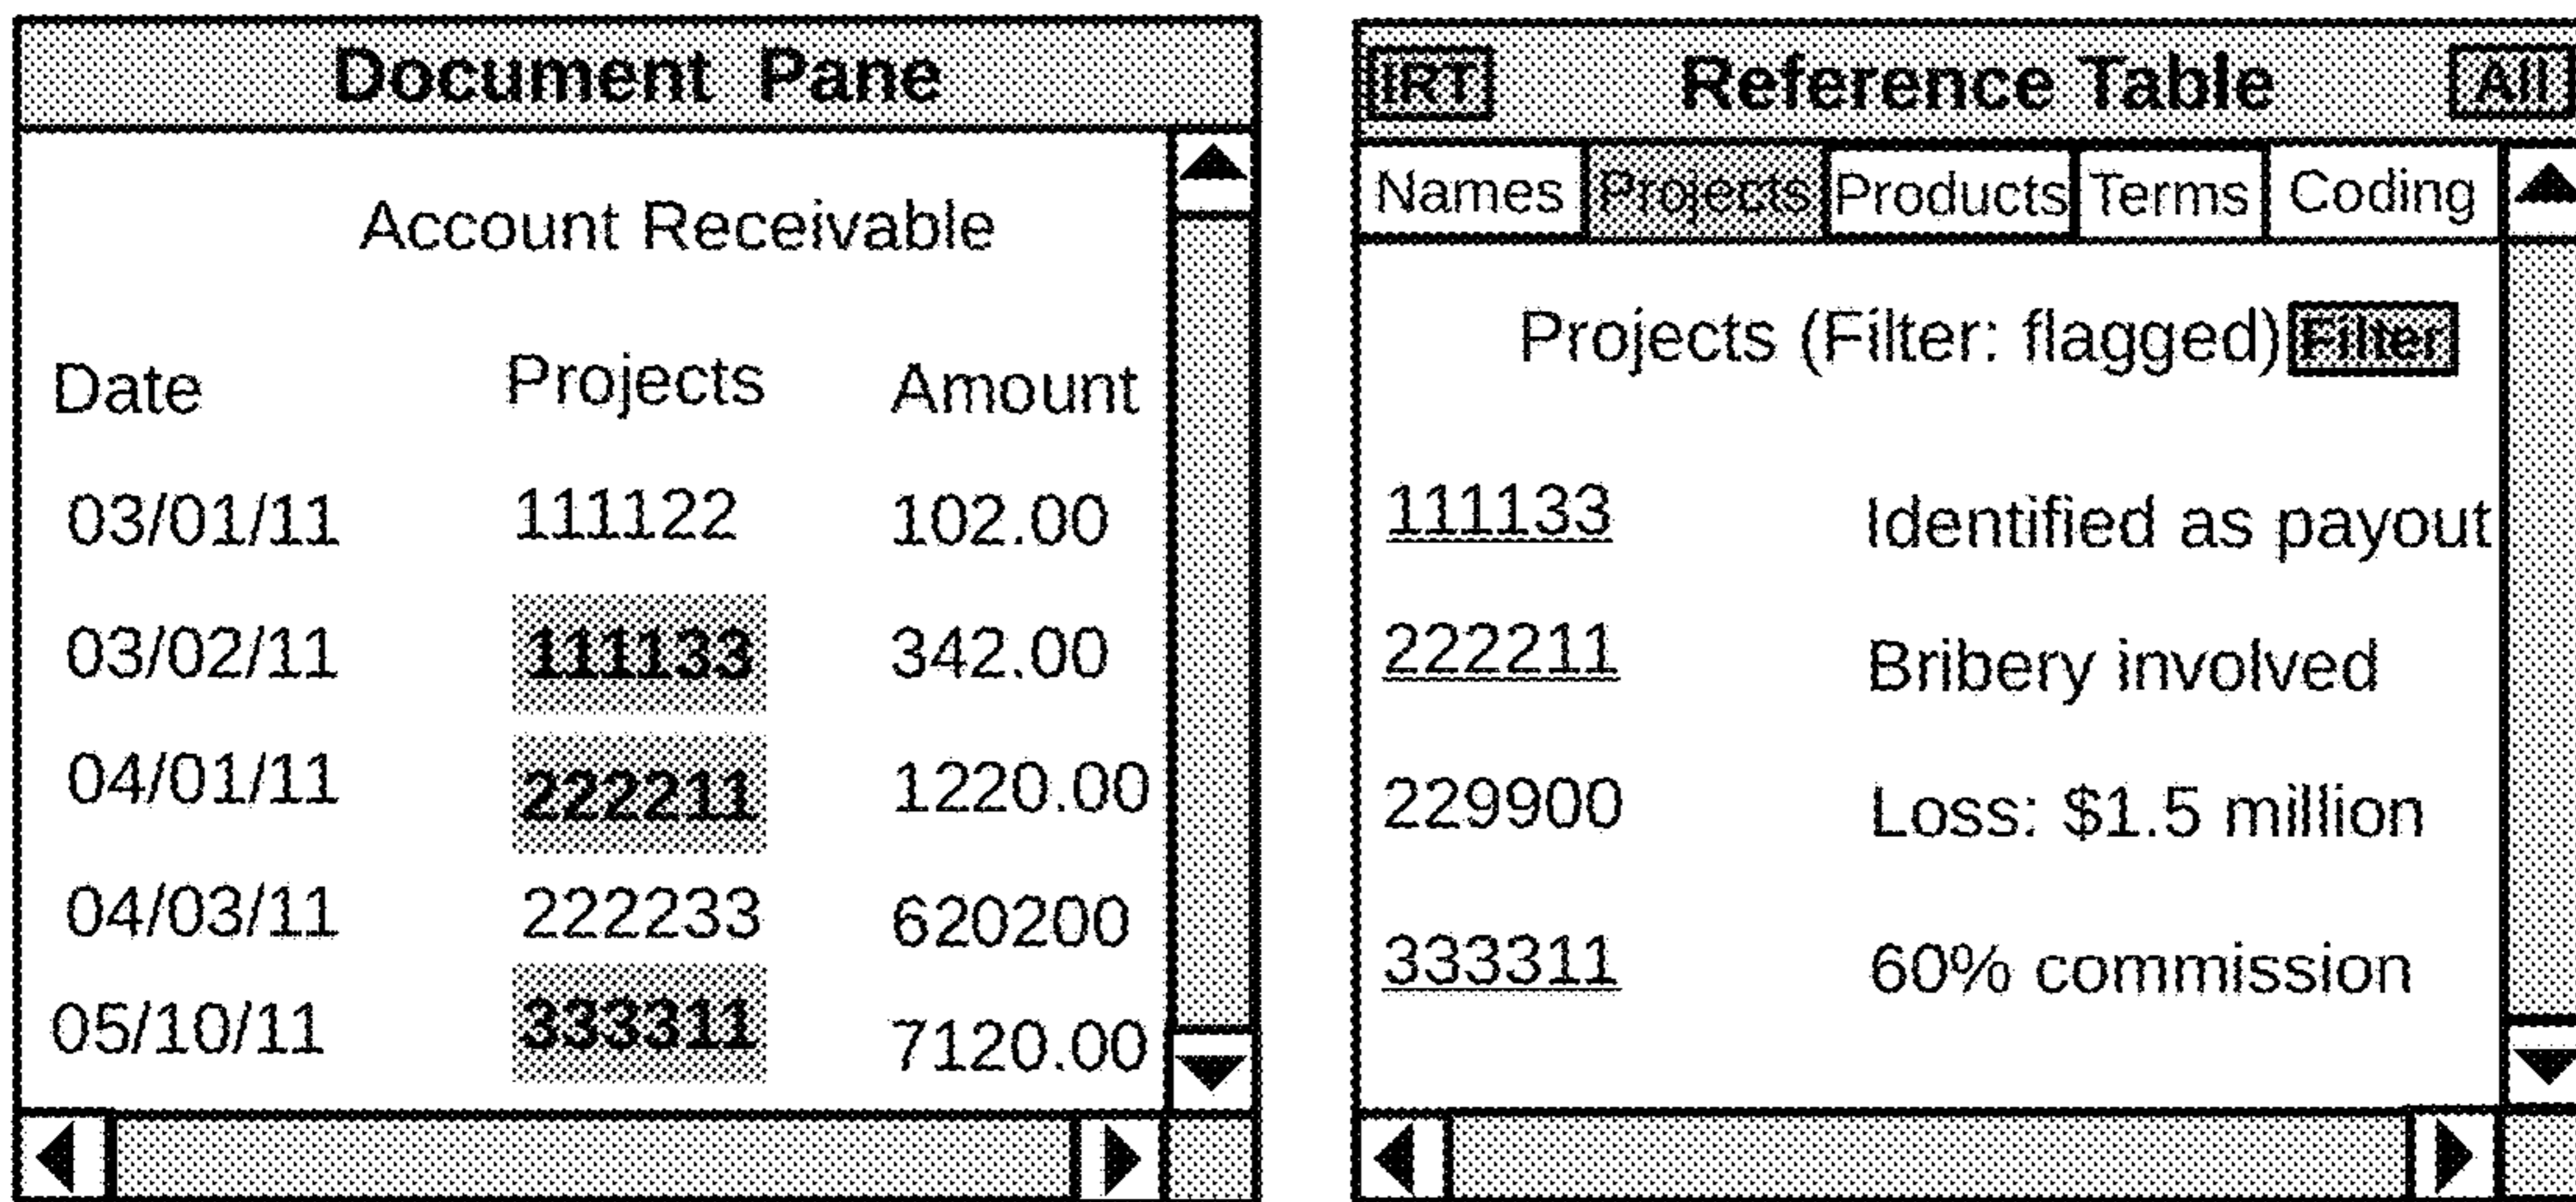 Document Pane
Account Receivable
Date Projects Amount
03/01/11 111122 102.00
03/02/11 111133 342.00
04/01/11 222211 1220.00
04/03/11 222233 620200
05/10/11 333311 7120.00
IRT Reference Table All
Names Projects Products Terms Coding
Projects (Filter: flagged) Filter
111133 Identified as payout
222211 Bribery involved
229900 Loss: $1.5 million
333311 60% commission